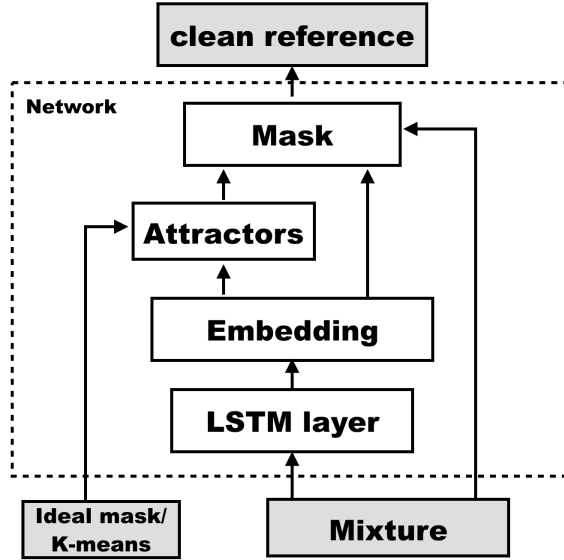 clean reference
Network
Mask
Attractors
Embedding
LSTM layer
Ideal mask/
K-means
Mixture